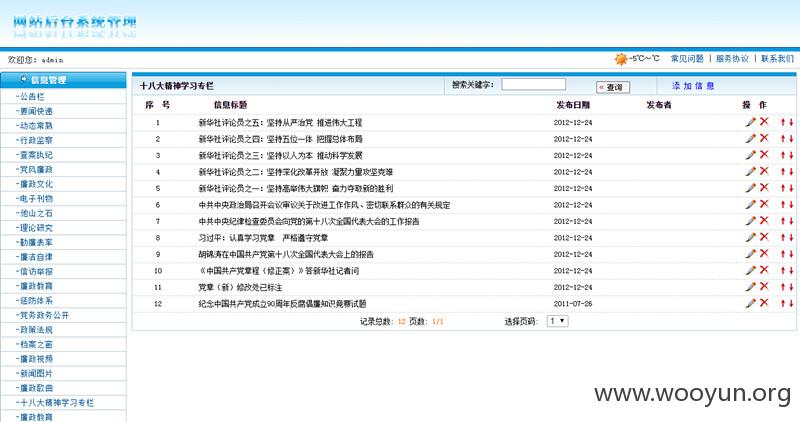 网站后台系统管理
欢迎您: admin
-5℃~℃ 常见问题 | 服务协议 | 联系我们
信息管理
-公告栏
-要闻快递
-动态常熟
-行政监察
-查案执纪
-党风廉政
-廉政文化
-电子刊物
-他山之石
-理论研究
-勤廉表率
-廉洁自律
-信访举报
-廉政教育
-惩防体系
-党务政务公开
-政策法规
-档案之窗
-廉政视频
-新闻图片
-廉政歌曲
-十八大精神学习专栏
-廉政教育
十八大精神学习专栏 搜索关键字: « 查询 添加信息
序 号 信息标题 发布日期 发布者 操 作
1 新华社评论员之五：坚持从严治党 推进伟大工程 2012-12-24
2 新华社评论员之四：坚持五位一体 把握总体布局 2012-12-24
3 新华社评论员之三：坚持以人为本 推动科学发展 2012-12-24
4 新华社评论员之二：坚持深化改革开放 凝聚力量攻坚克难 2012-12-24
5 新华社评论员之一：坚持高举伟大旗帜 奋力夺取新的胜利 2012-12-24
6 中共中央政治局召开会议审议关于改进工作作风、密切联系群众的有关规定 2012-12-24
7 中共中央纪律检查委员会向党的第十八次全国代表大会的工作报告 2012-12-24
8 习近平：认真学习党章 严格遵守党章 2012-12-24
9 胡锦涛在中国共产党第十八次全国代表大会上的报告 2012-12-24
10 《中国共产党章程（修正案）》答新华社记者问 2012-12-24
11 党章（新）修改处已标注 2012-12-24
12 纪念中国共产党成立90周年反腐倡廉知识竞赛试题 2011-07-26
记录总数: 12 页数: 1/1 选择页码: 1
www.wooyun.org